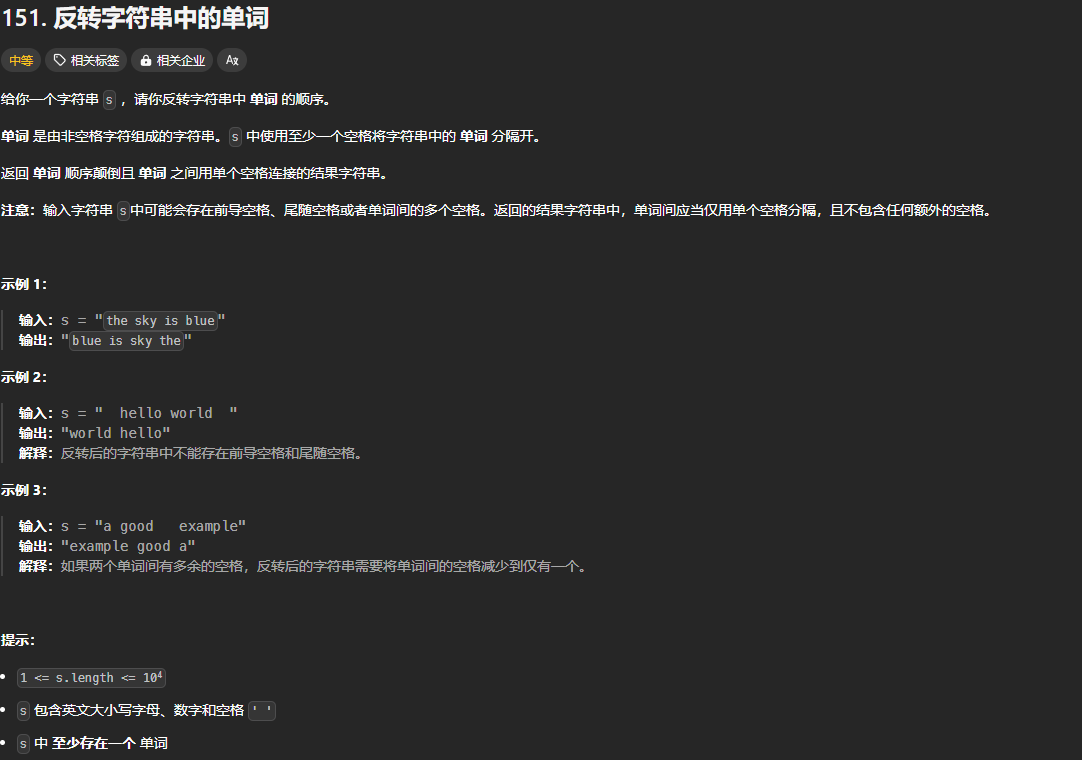 151. 反转字符串中的单词
中等 相关标签 相关企业 Aあ
给你一个字符串 s ，请你反转字符串中 单词 的顺序。
单词 是由非空格字符组成的字符串。s 中使用至少一个空格将字符串中的 单词 分隔开。
返回 单词 顺序颠倒且 单词 之间用单个空格连接的结果字符串。
注意：输入字符串 s中可能会存在前导空格、尾随空格或者单词间的多个空格。返回的结果字符串中，单词间应当仅用单个空格分隔，且不包含任何额外的空格。
示例 1：
输入：s = "the sky is blue"
输出："blue is sky the"
示例 2：
输入：s = "  hello world  "
输出："world hello"
解释：反转后的字符串中不能存在前导空格和尾随空格。
示例 3：
输入：s = "a good   example"
输出："example good a"
解释：如果两个单词间有多余的空格，反转后的字符串需要将单词间的空格减少到仅有一个。
提示：
1 <= s.length <= 10⁴
s 包含英文大小写字母、数字和空格 ' '
s 中 至少存在一个 单词